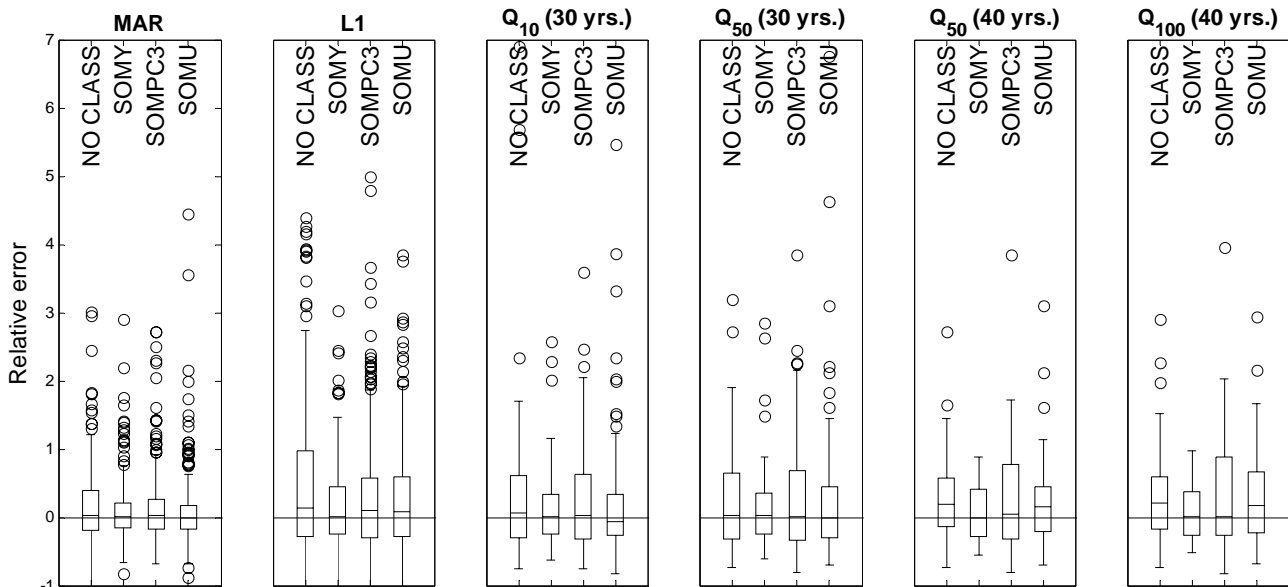 MAR
L1
Q10 (30 yrs.)
Q50 (30 yrs.)
Q50 (40 yrs.)
Q100 (40 yrs.)
Relative error
7
6
5
4
3
2
1
0
-1
NO CLASS
SOMY
SOMPC3
SOMU
NO CLASS
SOMY
SOMPC3
SOMU
NO CLASS
SOMY
SOMPC3
SOMU
NO CLASS
SOMY
SOMPC3
SOMU
NO CLASS
SOMY
SOMPC3
SOMU
NO CLASS
SOMY
SOMPC3
SOMU